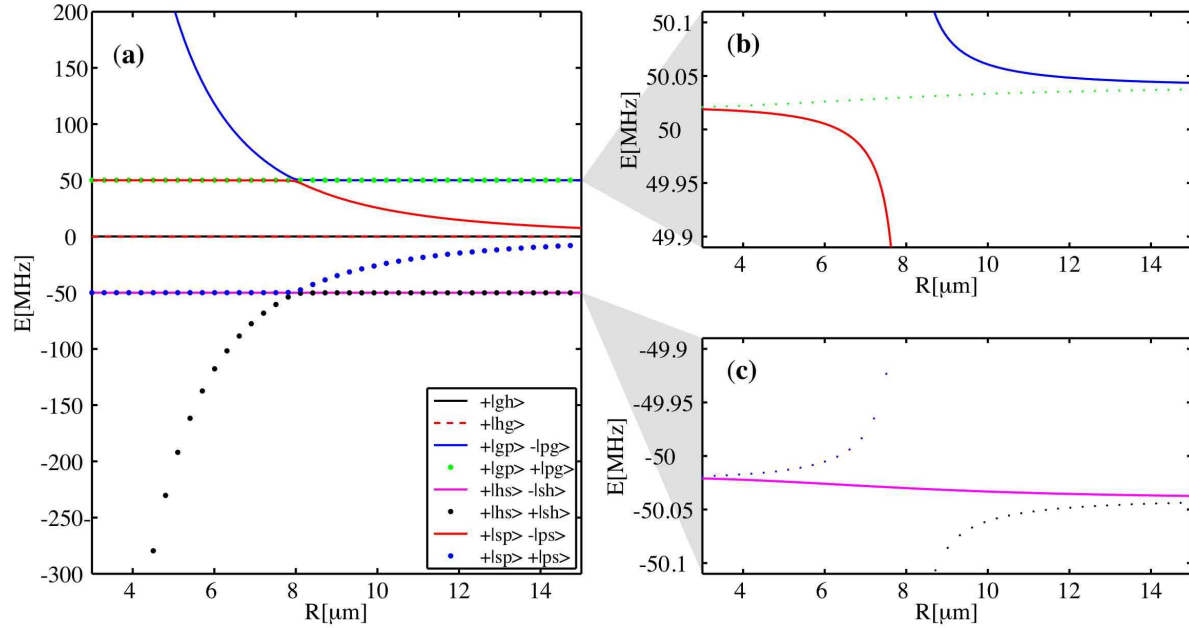 (a)
200
150
100
50
0
-50
-100
-150
-200
-250
-300
E[MHz]
4 6 8 10 12 14
R[μm]
+|gh>
+|hg>
+|gp> -|pg>
+|gp> +|pg>
+|hs> -|sh>
+|hs> +|sh>
+|sp> -|ps>
+|sp> +|ps>
(b)
50.1
50.05
50
49.95
49.9
E[MHz]
4 6 8 10 12 14
R[μm]
(c)
-49.9
-49.95
-50
-50.05
-50.1
E[MHz]
4 6 8 10 12 14
R[μm]